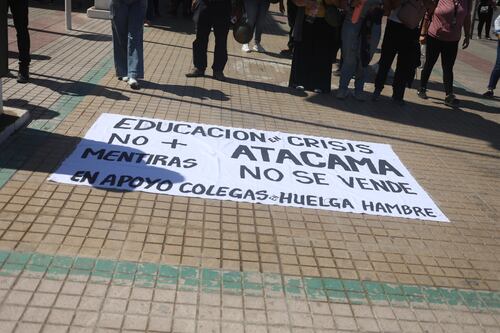 EDUCACION EN CRISIS
NO + MENTIRAS
ATACAMA
NO SE VENDE
EN APOYO COLEGAS EN HUELGA HAMBRE